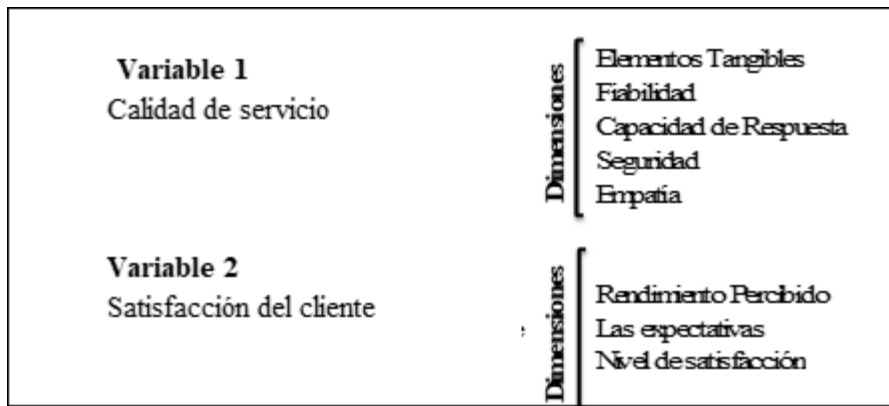 Variable 1
Calidad de servicio
Dimensiones
Elementos Tangibles
Fiabilidad
Capacidad de Respuesta
Seguridad
Empatía
Variable 2
Satisfacción del cliente
Dimensiones
Rendimiento Percibido
Las expectativas
Nivel de satisfacción